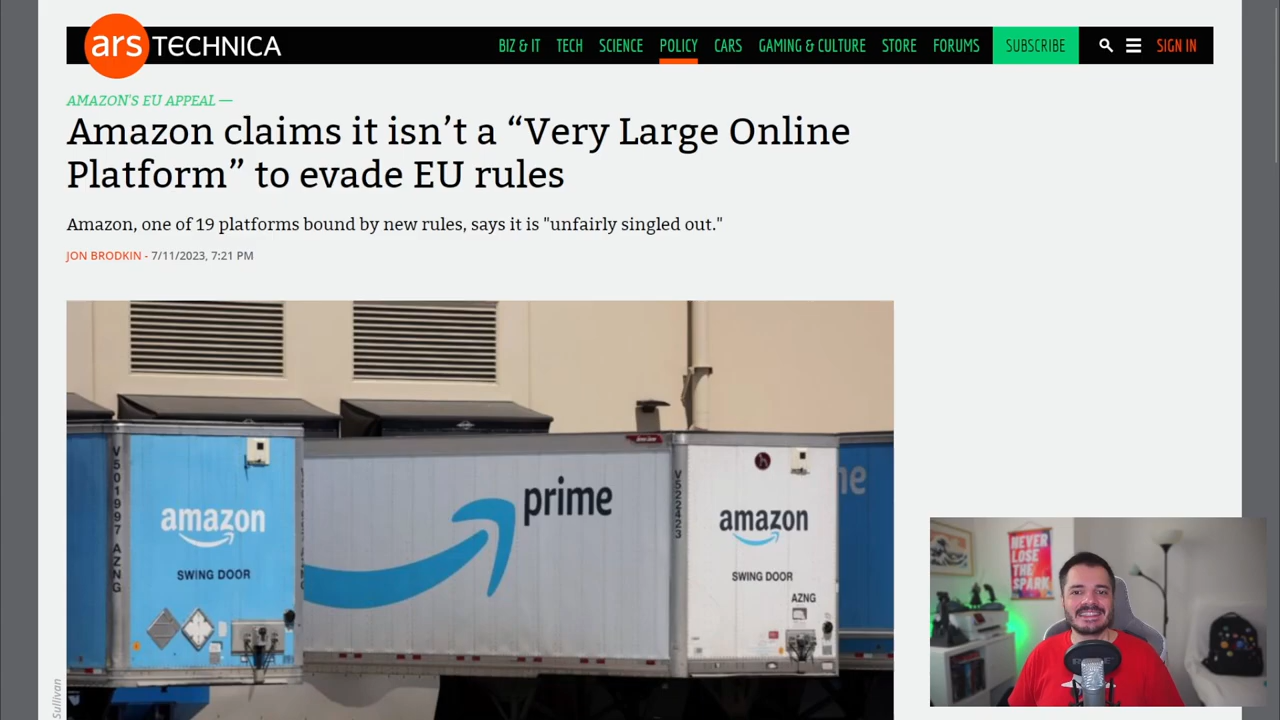 ars TECHNICA
BIZ & IT TECH SCIENCE POLICY CARS GAMING & CULTURE STORE FORUMS SUBSCRIBE SIGN IN
AMAZON'S EU APPEAL —
Amazon claims it isn’t a “Very Large Online
Platform” to evade EU rules
Amazon, one of 19 platforms bound by new rules, says it is "unfairly singled out."
JON BRODKIN - 7/11/2023, 7:21 PM
V501997 AZNG
amazon
SWING DOOR
prime
V522423
amazon
SWING DOOR
AZNG
ne
Sullivan
NEVER
LOSE
THE
SPARK